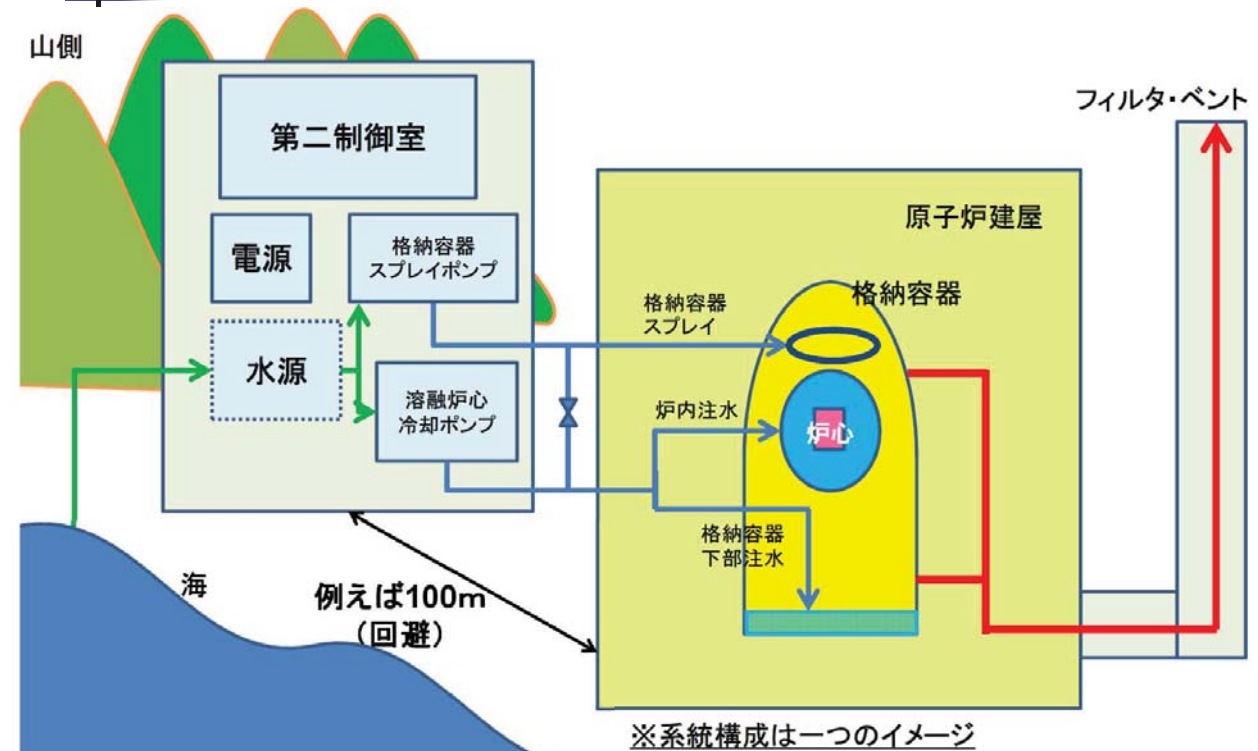 山側
フィルタ・ベント
第二制御室
原子炉建屋
電源
格納容器
スプレイポンプ
格納容器
格納容器
スプレイ
水源
溶融炉心
冷却ポンプ
炉内注水
炉心
格納容器
下部注水
海
例えば100m
（回避）
※系統構成は一つのイメージ